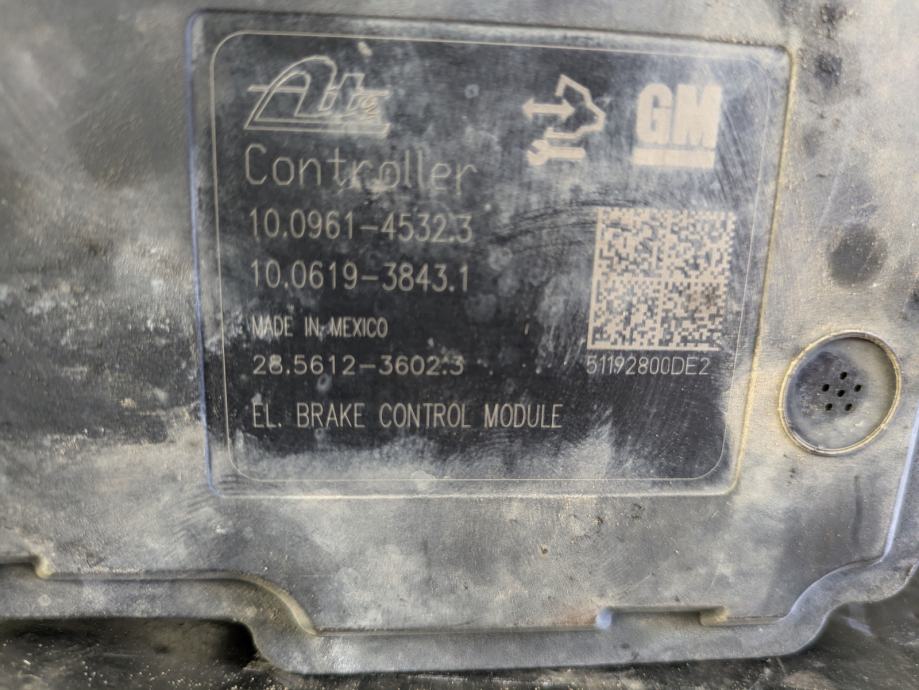 Ate
GM
Controller
10.0961-4532.3
10.0619-3843.1
MADE IN MEXICO
28.5612-3602.3
51192800DE2
EL. BRAKE CONTROL MODULE